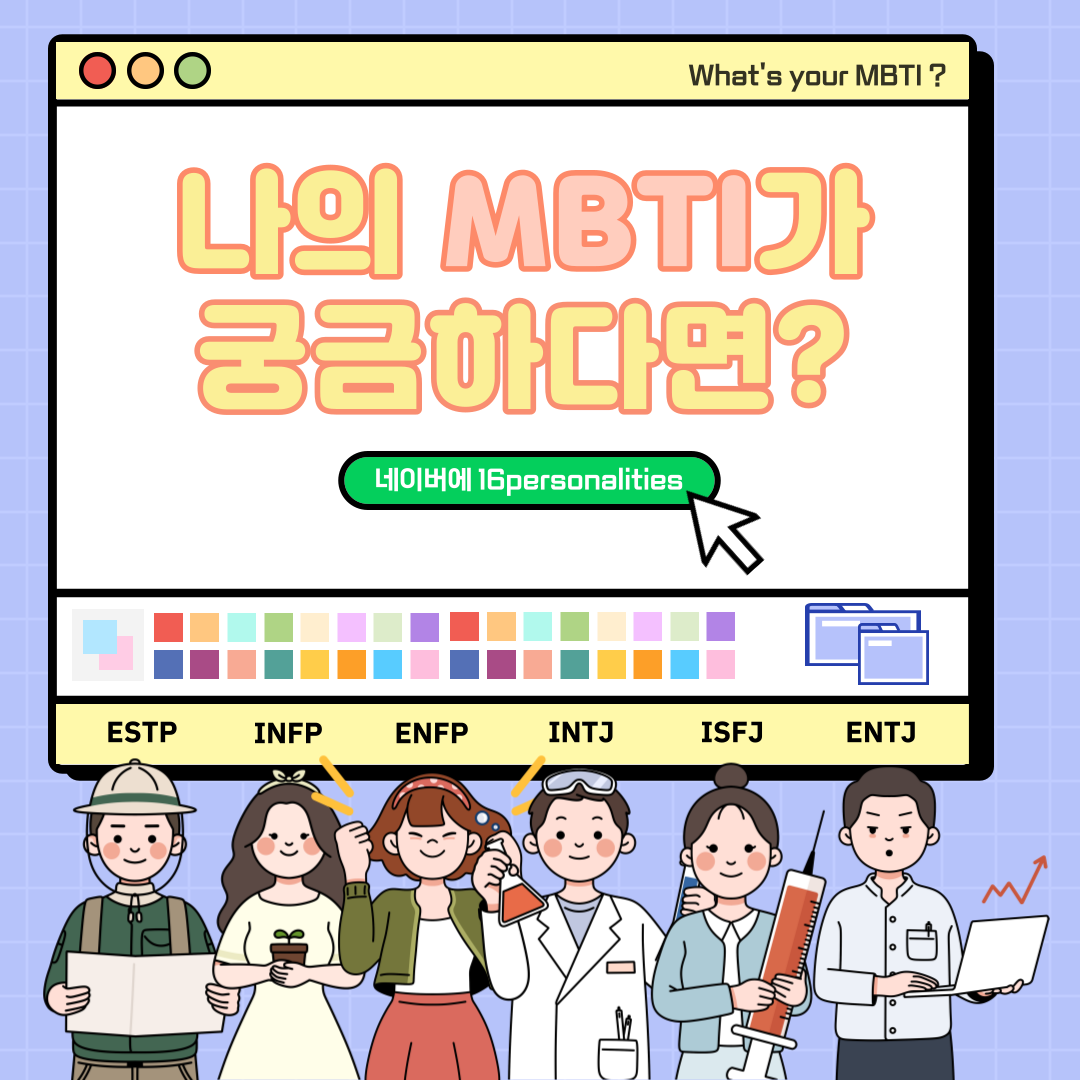 What's your MBTI ?
나의 MBTI가
궁금하다면?
네이버에 16personalities
ESTP INFP ENFP INTJ ISFJ ENTJ